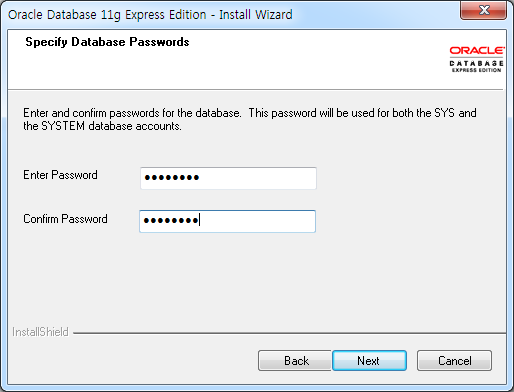 Oracle Database 11g Express Edition - Install Wizard
Specify Database Passwords
ORACLE
DATABASE
EXPRESS EDITION
Enter and confirm passwords for the database. This password will be used for both the SYS and
the SYSTEM database accounts.
Enter Password
••••••••
Confirm Password
••••••••
InstallShield
Back
Next
Cancel